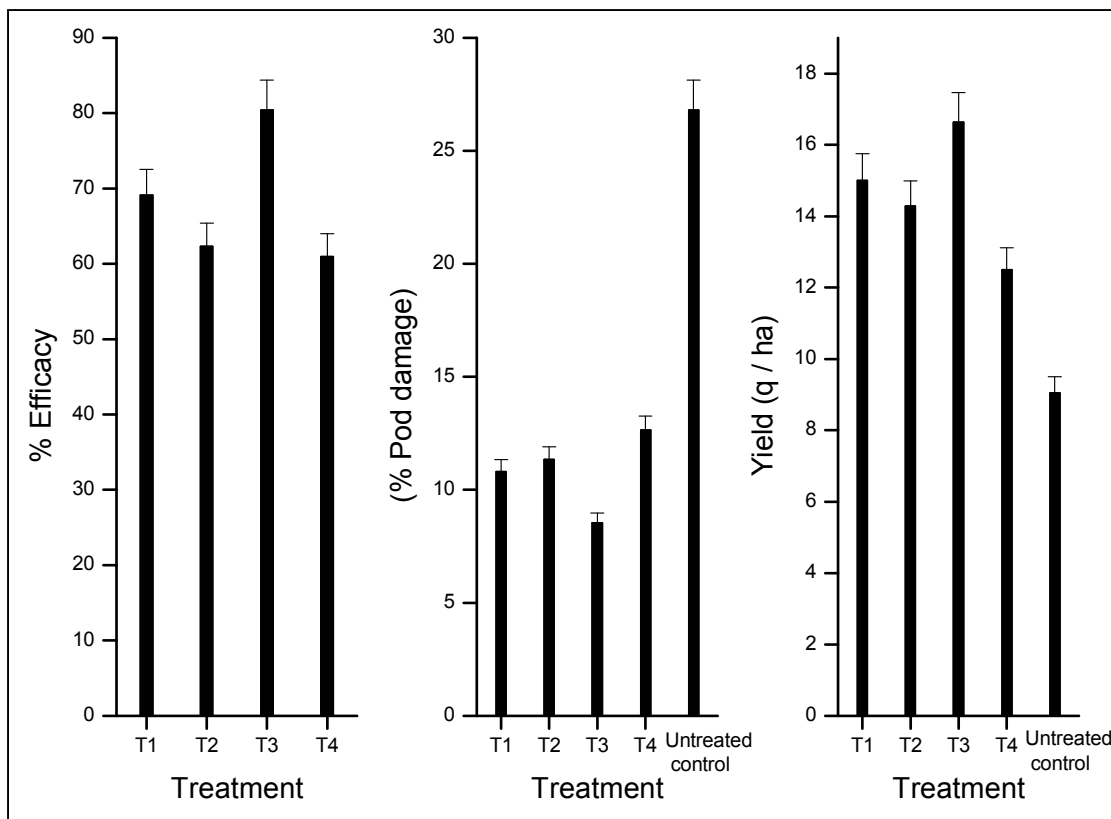 % Efficacy
90
80
70
60
50
40
30
20
10
0
T1 T2 T3 T4
Treatment
(% Pod damage)
30
25
20
15
10
5
0
T1 T2 T3 T4 Untreated
control
Treatment
Yield (q / ha)
18
16
14
12
10
8
6
4
2
0
T1 T2 T3 T4 Untreated
control
Treatment